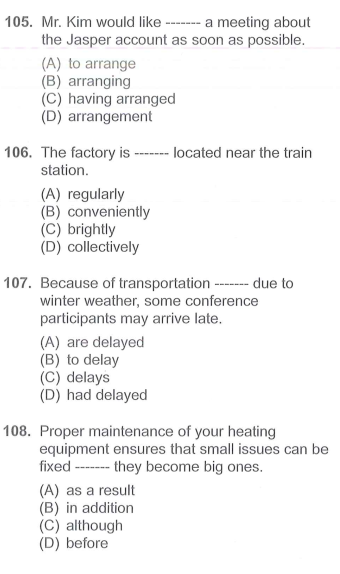 105. Mr. Kim would like ------- a meeting about
the Jasper account as soon as possible.
(A) to arrange
(B) arranging
(C) having arranged
(D) arrangement
106. The factory is ------- located near the train
station.
(A) regularly
(B) conveniently
(C) brightly
(D) collectively
107. Because of transportation ------- due to
winter weather, some conference
participants may arrive late.
(A) are delayed
(B) to delay
(C) delays
(D) had delayed
108. Proper maintenance of your heating
equipment ensures that small issues can be
fixed ------- they become big ones.
(A) as a result
(B) in addition
(C) although
(D) before